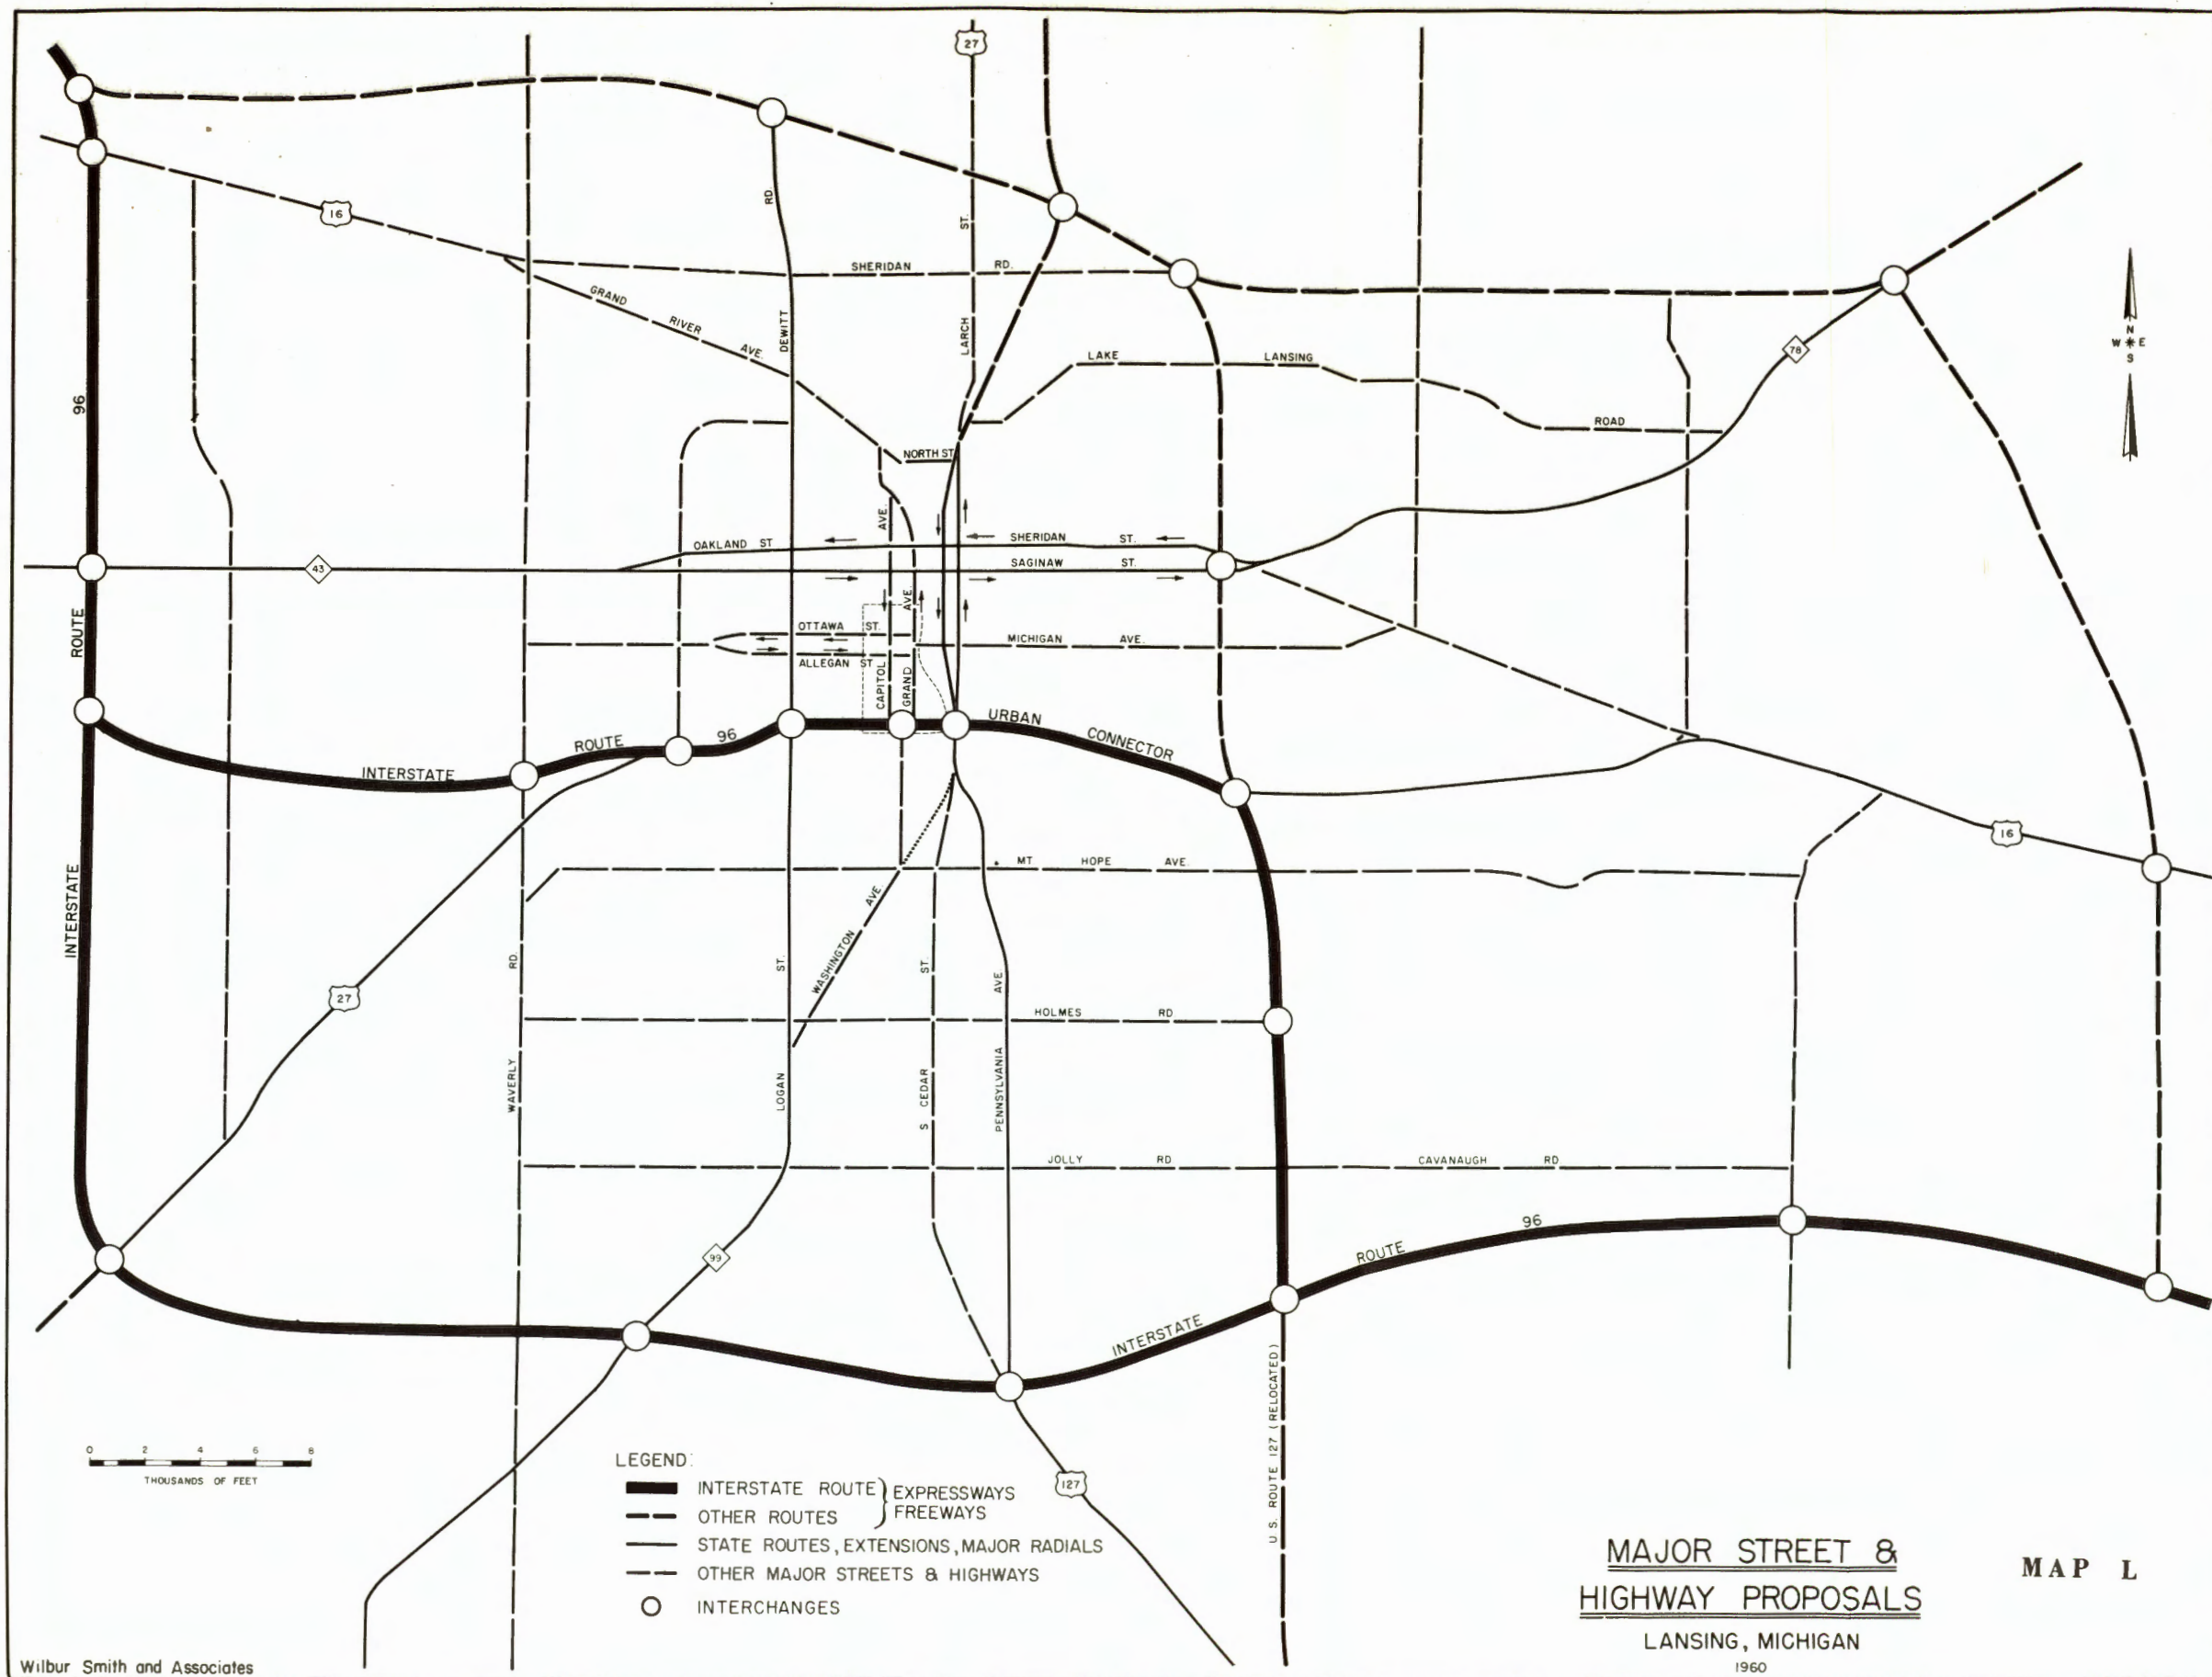 27
RD.
16
ST.
SHERIDAN RD.
GRAND RIVER AVE.
DEWITT
LARCH
LAKE LANSING ROAD
78
N
W E
S
96
NORTH ST
AVE.
OAKLAND ST
SHERIDAN ST.
43
SAGINAW ST.
AVE.
ROUTE
OTTAWA ST.
MICHIGAN AVE.
ALLEGAN ST
CAPITOL
GRAND
URBAN CONNECTOR
INTERSTATE ROUTE 96
16
MT HOPE AVE.
INTERSTATE
WASHINGTON AVE.
RD.
ST.
ST.
AVE.
27
HOLMES RD
WAVERLY
LOGAN
S CEDAR
PENNSYLVANIA
JOLLY RD
CAVANAUGH RD
99
INTERSTATE ROUTE 96
U.S. ROUTE 127 (RELOCATED)
127
0 2 4 6 8
THOUSANDS OF FEET
LEGEND:
INTERSTATE ROUTE
OTHER ROUTES
EXPRESSWAYS
FREEWAYS
STATE ROUTES, EXTENSIONS, MAJOR RADIALS
OTHER MAJOR STREETS & HIGHWAYS
INTERCHANGES
MAJOR STREET &
HIGHWAY PROPOSALS
LANSING, MICHIGAN
1960
MAP L
Wilbur Smith and Associates